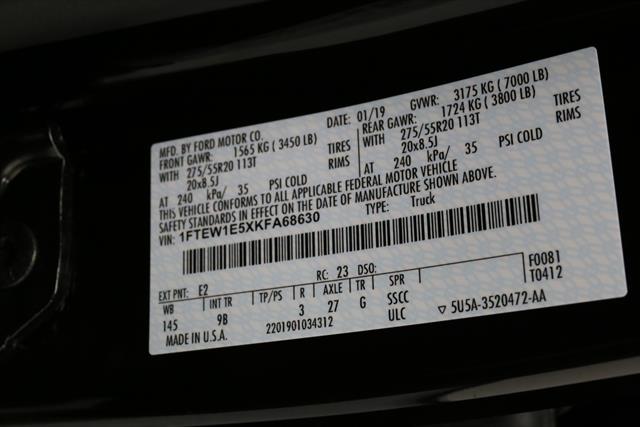 MFD. BY FORD MOTOR CO.
DATE: 01/19 GVWR: 3175 KG ( 7000 LB)
FRONT GAWR: 1565 KG ( 3450 LB) REAR GAWR: 1724 KG ( 3800 LB)
WITH 275/55R20 113T TIRES WITH 275/55R20 113T TIRES
20x8.5J RIMS 20x8.5J RIMS
AT 240 kPa/ 35 PSI COLD AT 240 kPa/ 35 PSI COLD
THIS VEHICLE CONFORMS TO ALL APPLICABLE FEDERAL MOTOR VEHICLE
SAFETY STANDARDS IN EFFECT ON THE DATE OF MANUFACTURE SHOWN ABOVE.
VIN: 1FTEW1E5XKFA68630 TYPE: Truck
EXT PNT: E2 RC: 23 DSO: F0081
WB INT TR TP/PS R AXLE TR SPR T0412
145 9B 3 27 G SSCC
MADE IN U.S.A. 2201901034312 ULC ▽ 5U5A-3520472-AA